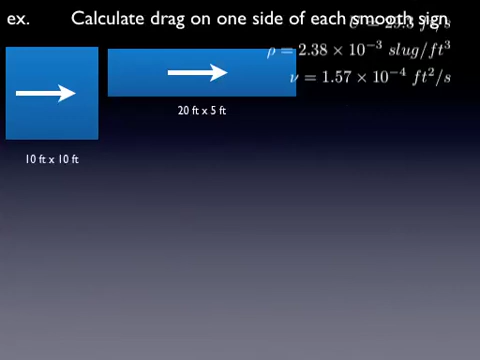 ex. Calculate drag on one side of each smooth sign
ρ = 2.38 × 10⁻³ slug/ft³
ν = 1.57 × 10⁻⁴ ft²/s
20 ft x 5 ft
10 ft x 10 ft